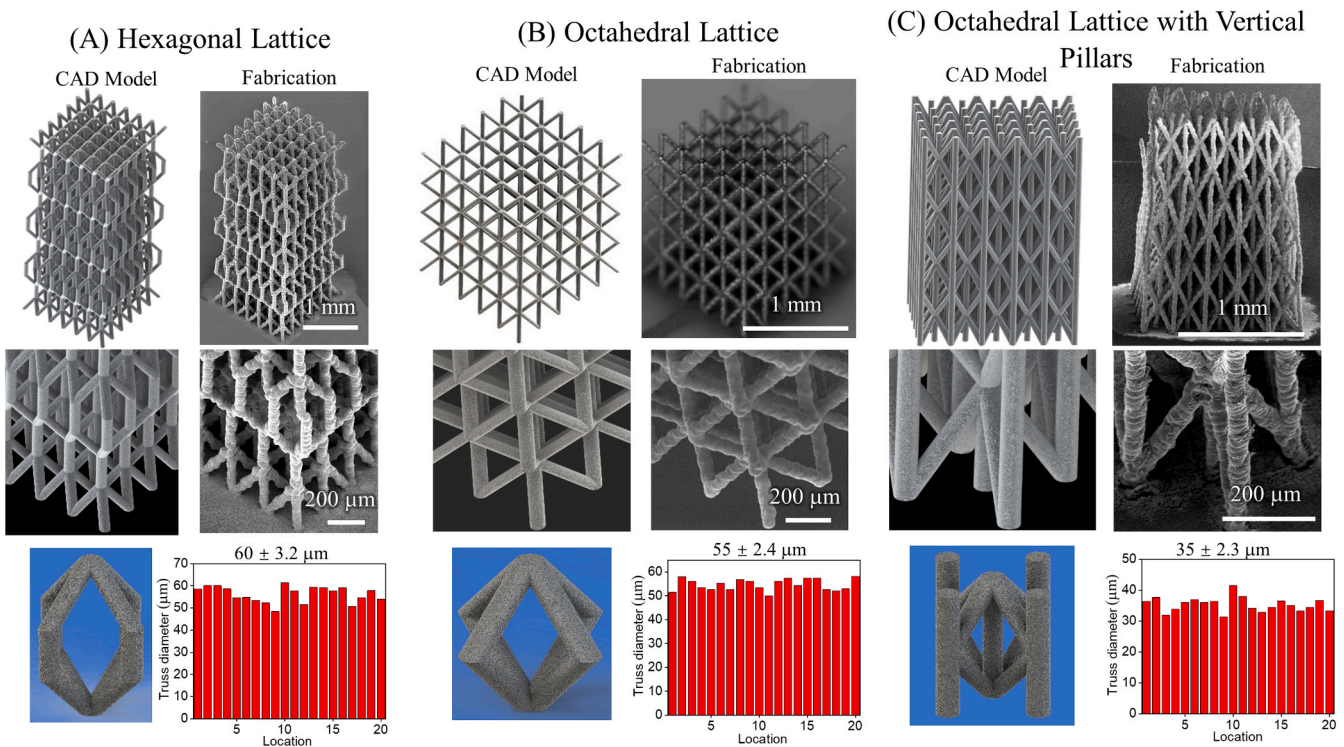 (A) Hexagonal Lattice
CAD Model
Fabrication
1 mm
200 µm
60 ± 3.2 µm
Truss diameter (µm)
70
60
50
40
30
20
10
0
5
10
15
20
Location
(B) Octahedral Lattice
CAD Model
Fabrication
1 mm
200 µm
55 ± 2.4 µm
Truss diameter (µm)
60
50
40
30
20
10
0
5
10
15
20
Location
(C) Octahedral Lattice with Vertical
Pillars
CAD Model
Fabrication
1 mm
200 µm
35 ± 2.3 µm
Truss diameter (µm)
50
40
30
20
10
0
5
10
15
20
Location